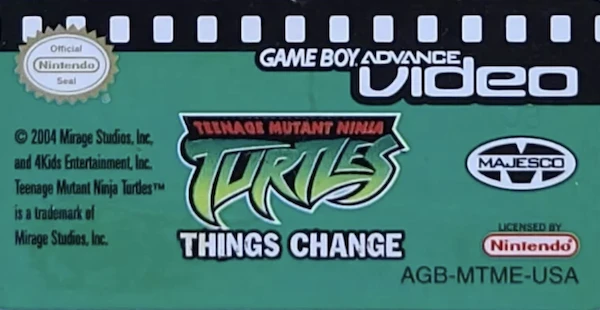 Official
Nintendo
Seal
GAME BOY ADVANCE
Video
© 2004 Mirage Studios, Inc.
and 4Kids Entertainment, Inc.
Teenage Mutant Ninja Turtles™
is a trademark of
Mirage Studios, Inc.
TEENAGE MUTANT NINJA
TURTLES
THINGS CHANGE
MAJESCO
LICENSED BY
Nintendo
AGB-MTME-USA